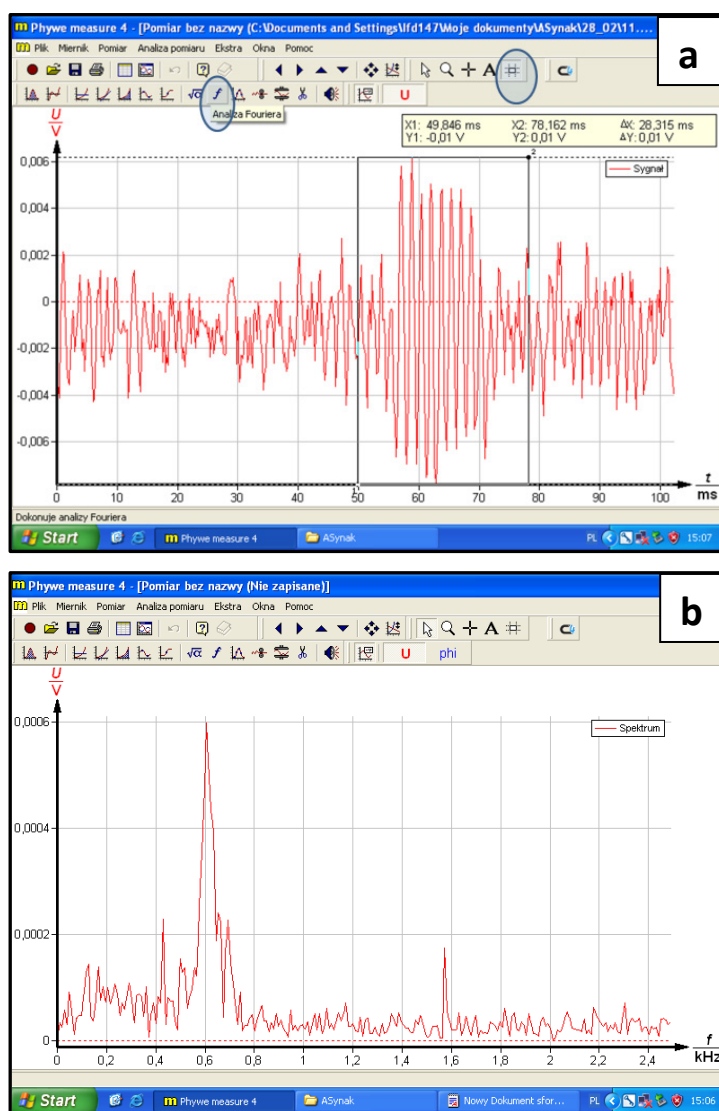 Phywe measure 4 - [Pomiar bez nazwy (C:\Documents and Settings\lfd147\Moje dokumenty\ASynak\28_02\11....
a
Plik Miernik Pomiar Analiza pomiaru Ekstra Okna Pomoc
U
Analiza Fouriera
U/V
X1: 49,846 ms X2: 78,162 ms ΔX: 28,315 ms
Y1: -0,01 V Y2: 0,01 V ΔY: 0,01 V
2
0,006
Sygnał
0,004
0,002
0
-0,002
-0,004
-0,006
0 10 20 30 40 50 60 70 80 90 100
t/ms
Dokonuje analizy Fouriera
Start Phywe measure 4 ASynak PL 15:07
Phywe measure 4 - [Pomiar bez nazwy (Nie zapisane)]
b
Plik Miernik Pomiar Analiza pomiaru Ekstra Okna Pomoc
U phi
U/V
0,0006
Spektrum
0,0004
0,0002
0
0 0,2 0,4 0,6 0,8 1 1,2 1,4 1,6 1,8 2 2,2 2,4
f/kHz
Start Phywe measure 4 ASynak Nowy Dokument sfor... PL 15:06